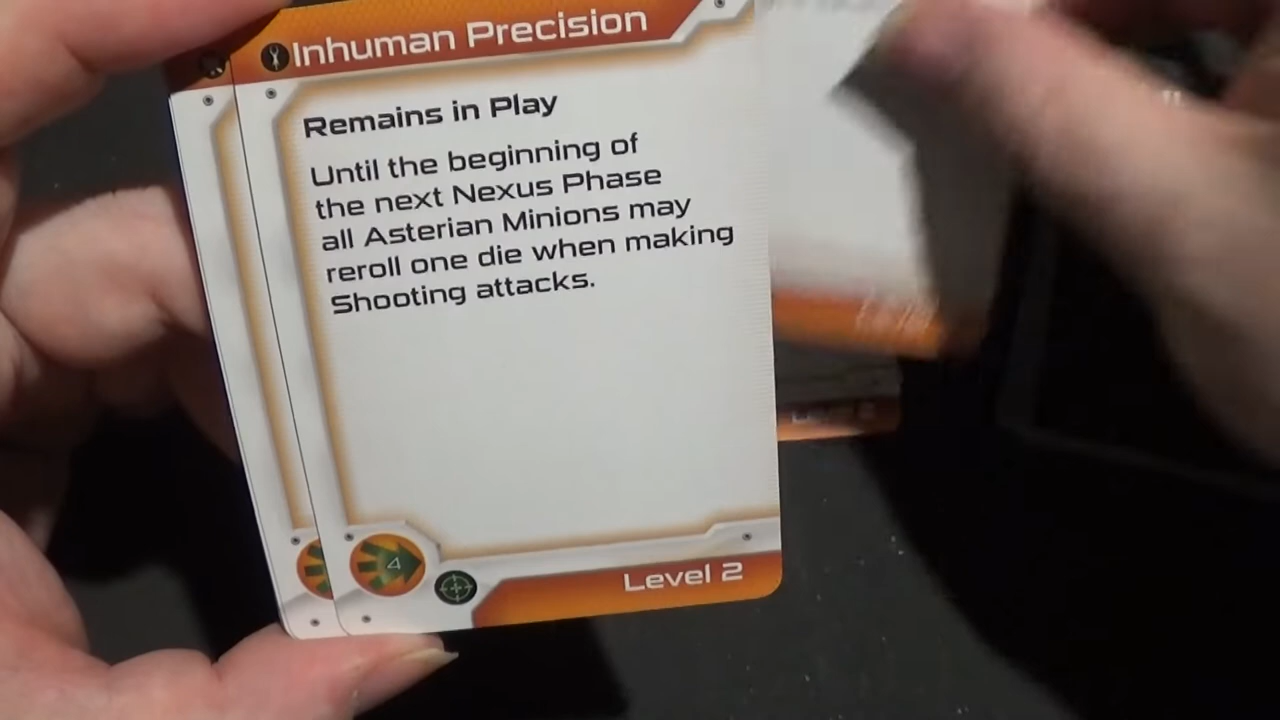 Inhuman Precision
Remains in Play
Until the beginning of
the next Nexus Phase
all Asterian Minions may
reroll one die when making
Shooting attacks.
4
Level 2